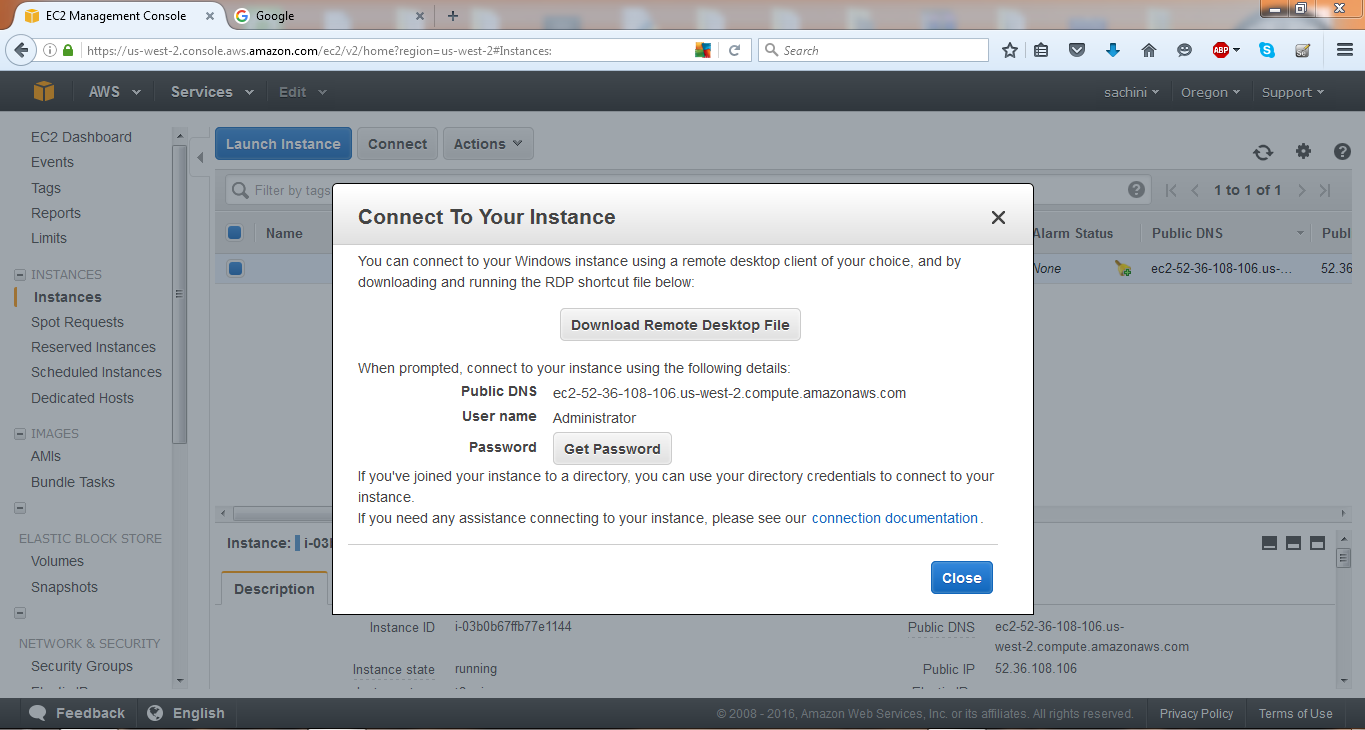 EC2 Management Console
Google
https://us-west-2.console.aws.amazon.com/ec2/v2/home?region=us-west-2#Instances:
Search
ABP
AWS
Services
Edit
sachini
Oregon
Support
EC2 Dashboard
Events
Tags
Reports
Limits
INSTANCES
Instances
Spot Requests
Reserved Instances
Scheduled Instances
Dedicated Hosts
IMAGES
AMIs
Bundle Tasks
ELASTIC BLOCK STORE
Volumes
Snapshots
NETWORK & SECURITY
Security Groups
Launch Instance
Connect
Actions
Filter by tags
1 to 1 of 1
Name
Alarm Status
Public DNS
Publ
None
ec2-52-36-108-106.us-...
52.36
Connect To Your Instance
You can connect to your Windows instance using a remote desktop client of your choice, and by
downloading and running the RDP shortcut file below:
Download Remote Desktop File
When prompted, connect to your instance using the following details:
Public DNS ec2-52-36-108-106.us-west-2.compute.amazonaws.com
User name Administrator
Password Get Password
If you've joined your instance to a directory, you can use your directory credentials to connect to your
instance.
If you need any assistance connecting to your instance, please see our connection documentation.
Close
Instance: i-03
Description
Instance ID i-03b0b67ffb77e1144
Public DNS ec2-52-36-108-106.us-
west-2.compute.amazonaws.com
Instance state running
Public IP 52.36.108.106
Feedback
English
© 2008 - 2016, Amazon Web Services, Inc. or its affiliates. All rights reserved.
Privacy Policy
Terms of Use